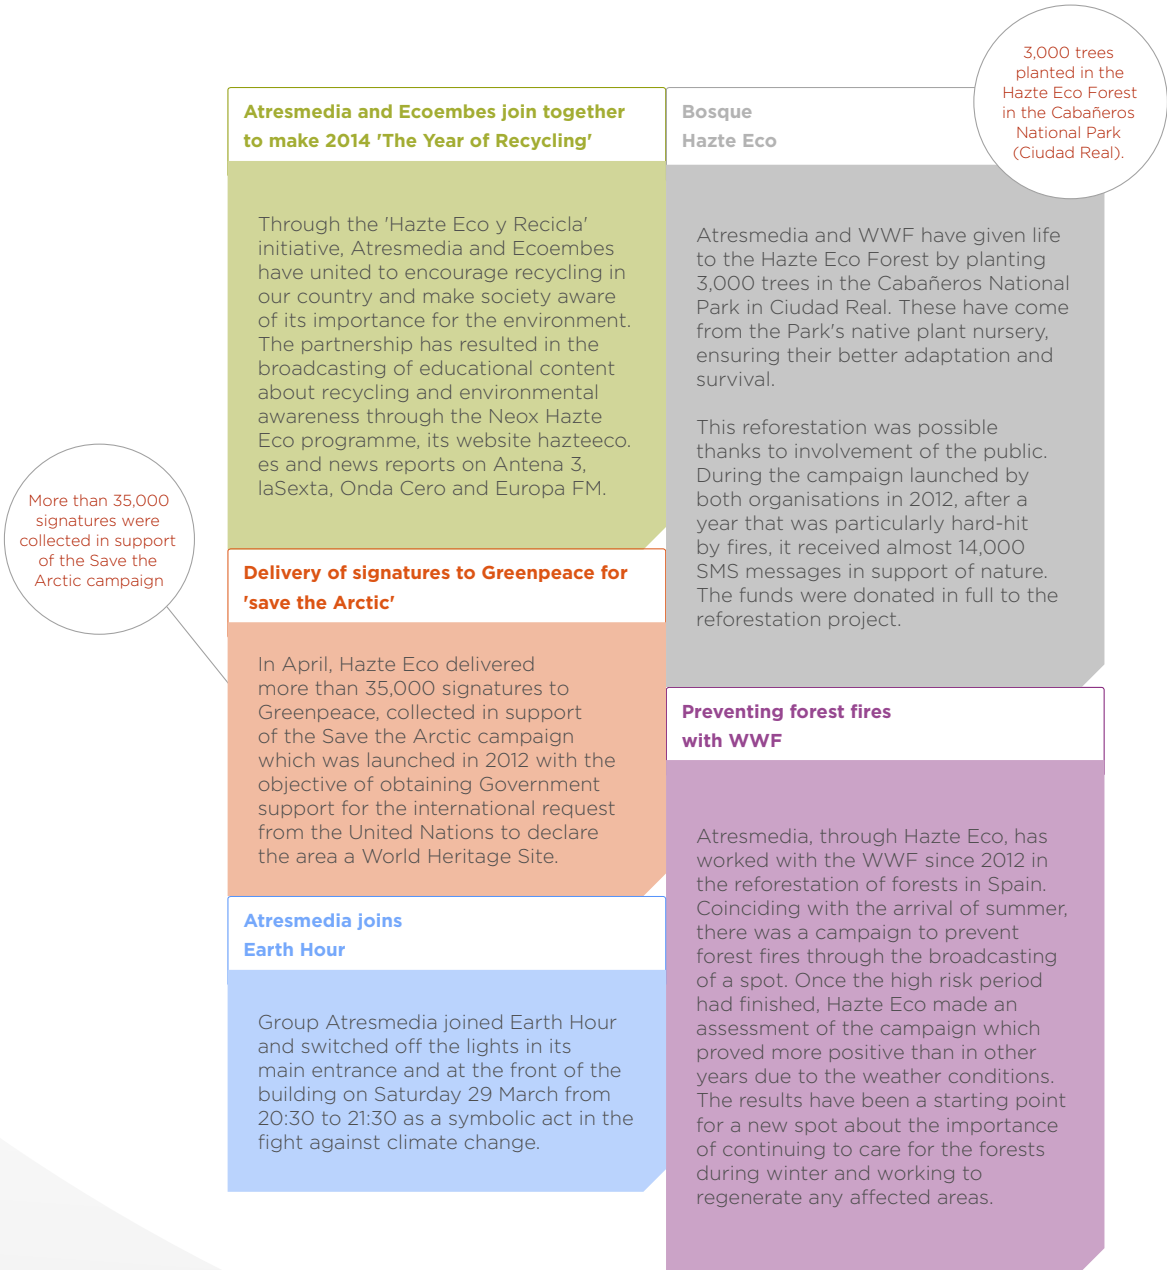 Atresmedia and Ecoembes join together
to make 2014 'The Year of Recycling'
Through the 'Hazte Eco y Recicla'
initiative, Atresmedia and Ecoembes
have united to encourage recycling in
our country and make society aware
of its importance for the environment.
The partnership has resulted in the
broadcasting of educational content
about recycling and environmental
awareness through the Neox Hazte
Eco programme, its website hazteeco.
es and news reports on Antena 3,
laSexta, Onda Cero and Europa FM.
More than 35,000
signatures were
collected in support
of the Save the
Arctic campaign
Delivery of signatures to Greenpeace for
'save the Arctic'
In April, Hazte Eco delivered
more than 35,000 signatures to
Greenpeace, collected in support
of the Save the Arctic campaign
which was launched in 2012 with the
objective of obtaining Government
support for the international request
from the United Nations to declare
the area a World Heritage Site.
Atresmedia joins
Earth Hour
Group Atresmedia joined Earth Hour
and switched off the lights in its
main entrance and at the front of the
building on Saturday 29 March from
20:30 to 21:30 as a symbolic act in the
fight against climate change.
Bosque
Hazte Eco
3,000 trees
planted in the
Hazte Eco Forest
in the Cabañeros
National Park
(Ciudad Real).
Atresmedia and WWF have given life
to the Hazte Eco Forest by planting
3,000 trees in the Cabañeros National
Park in Ciudad Real. These have come
from the Park's native plant nursery,
ensuring their better adaptation and
survival.
This reforestation was possible
thanks to involvement of the public.
During the campaign launched by
both organisations in 2012, after a
year that was particularly hard-hit
by fires, it received almost 14,000
SMS messages in support of nature.
The funds were donated in full to the
reforestation project.
Preventing forest fires
with WWF
Atresmedia, through Hazte Eco, has
worked with the WWF since 2012 in
the reforestation of forests in Spain.
Coinciding with the arrival of summer,
there was a campaign to prevent
forest fires through the broadcasting
of a spot. Once the high risk period
had finished, Hazte Eco made an
assessment of the campaign which
proved more positive than in other
years due to the weather conditions.
The results have been a starting point
for a new spot about the importance
of continuing to care for the forests
during winter and working to
regenerate any affected areas.